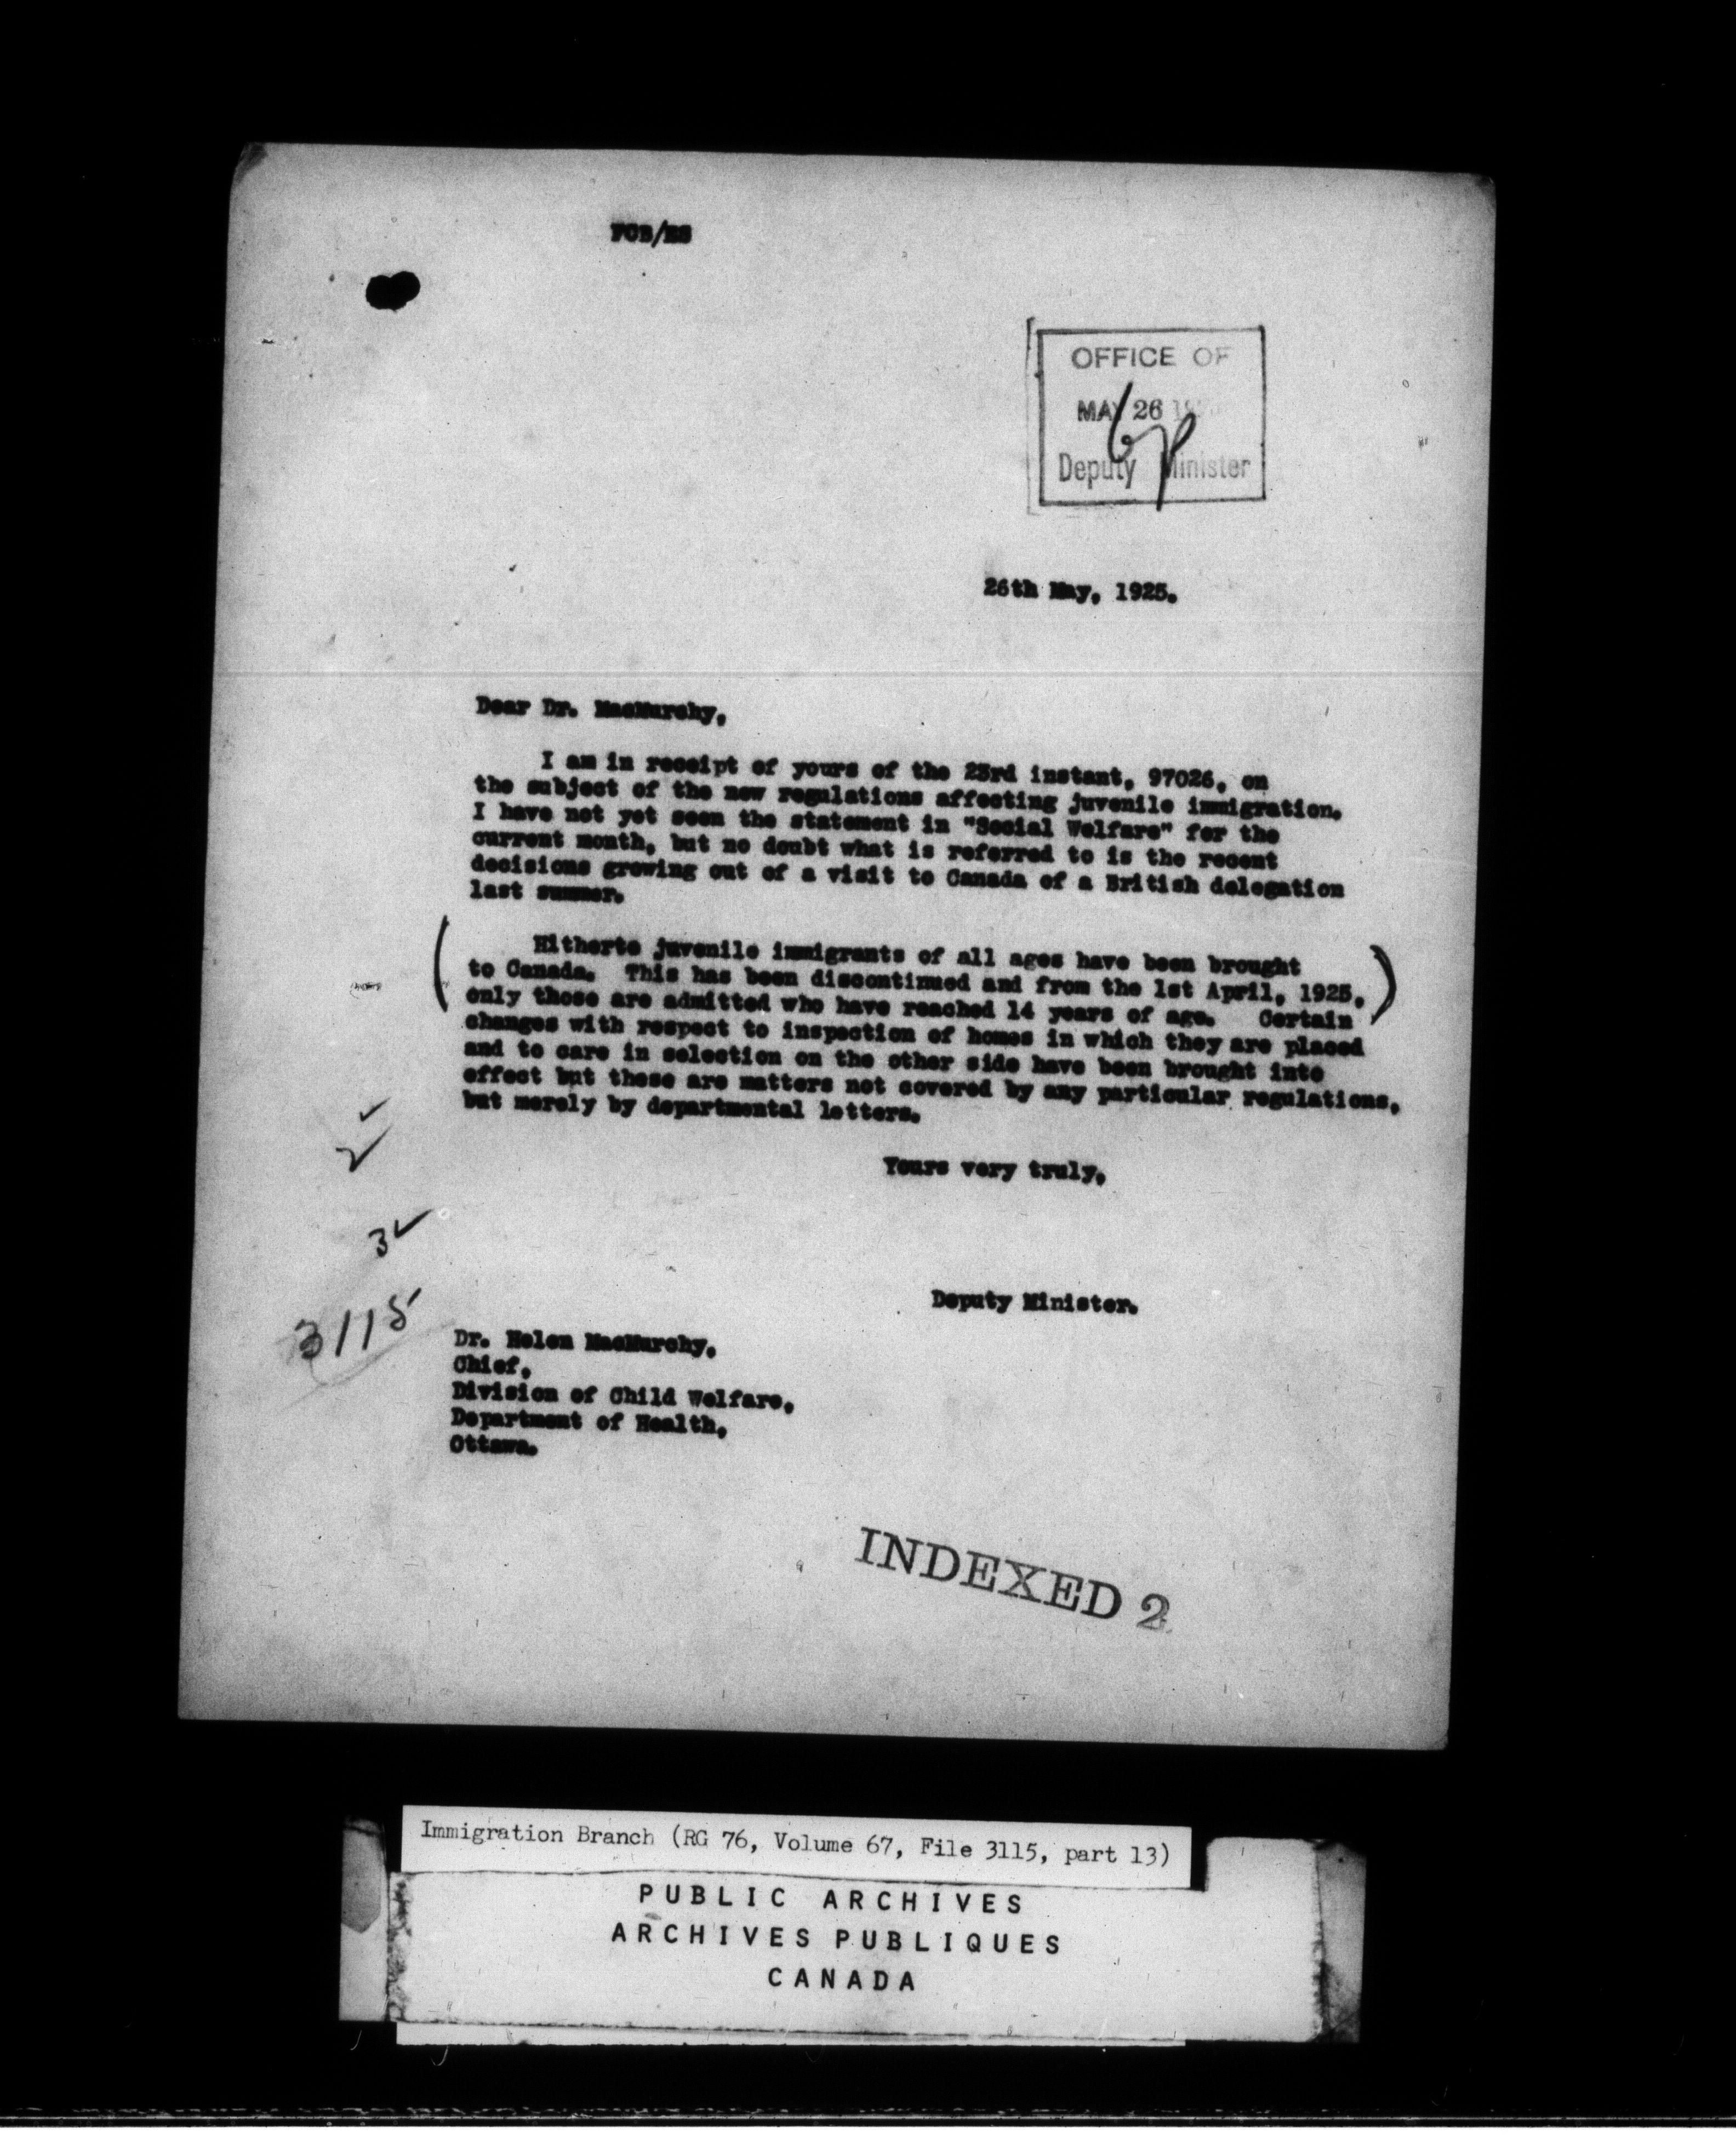 FCB/ES
OFFICE OF
MAY 26
Deputy Minister
26th May, 1925.
Dear Dr. MacMurchy,
I am in receipt of yours of the 23rd instant, 97026, on
the subject of the new regulations affecting juvenile immigration.
I have not yet seen the statement in "Social Welfare" for the
current month, but no doubt what is referred to is the recent
decisions growing out of a visit to Canada of a British delegation
last summer.
(Hitherto juvenile immigrants of all ages have been brought
to Canada. This has been discontinued and from the 1st April, 1925,
only those are admitted who have reached 14 years of age.) Certain
changes with respect to inspection of homes in which they are placed
and to care in selection on the other side have been brought into
effect but these are matters not covered by any particular regulations,
but merely by departmental letters.
Yours very truly,
2
3
3115
Deputy Minister.
Dr. Helen MacMurchy,
Chief,
Division of Child Welfare,
Department of Health,
Ottawa.
INDEXED 2
Immigration Branch (RG 76, Volume 67, File 3115, part 13)
PUBLIC ARCHIVES
ARCHIVES PUBLIQUES
CANADA